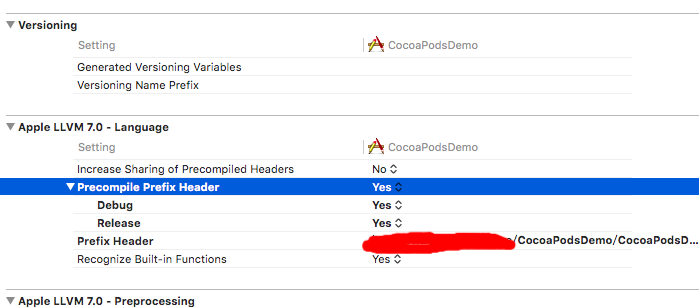 Versioning
Setting CocoaPodsDemo
Generated Versioning Variables
Versioning Name Prefix
Apple LLVM 7.0 - Language
Setting CocoaPodsDemo
Increase Sharing of Precompiled Headers No
Precompile Prefix Header Yes
Debug Yes
Release Yes
Prefix Header /CocoaPodsDemo/CocoaPodsD...
Recognize Built-in Functions Yes
Apple LLVM 7.0 - Preprocessing